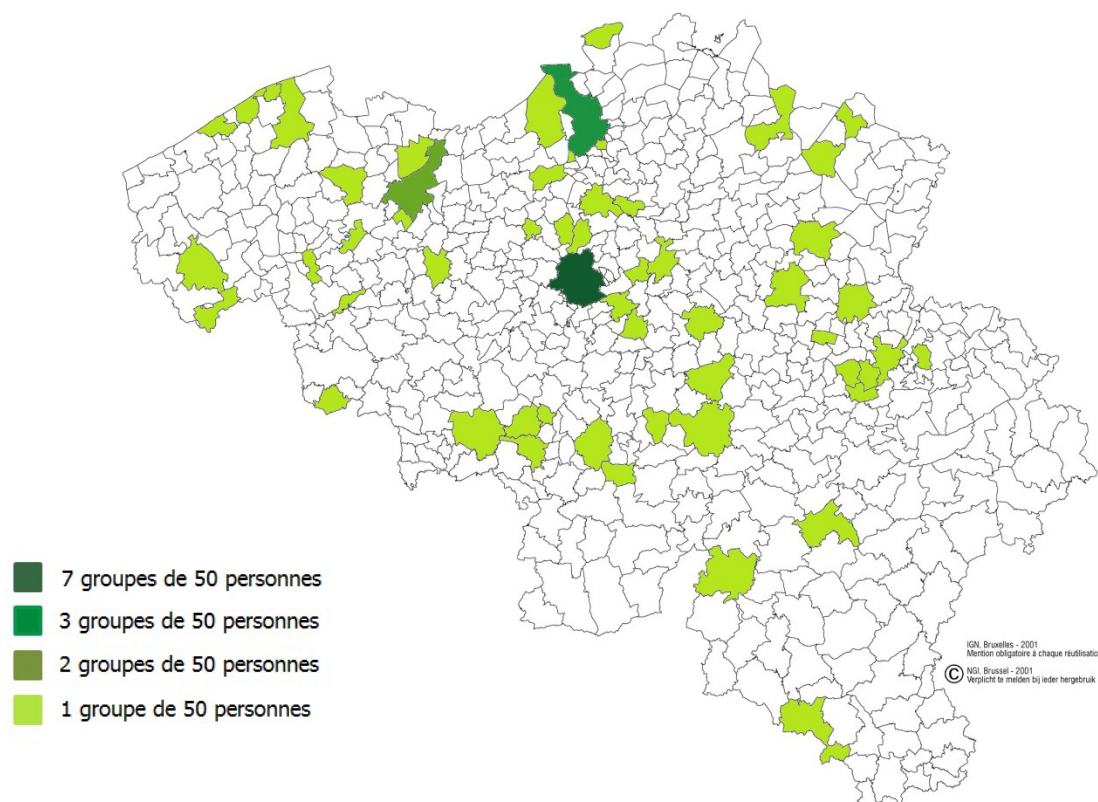 7 groupes de 50 personnes
3 groupes de 50 personnes
2 groupes de 50 personnes
1 groupe de 50 personnes
IGN, Bruxelles - 2001
Mention obligatoire à chaque réutilisatio
© NGI, Brussel - 2001
Verplicht te melden bij ieder hergebruik